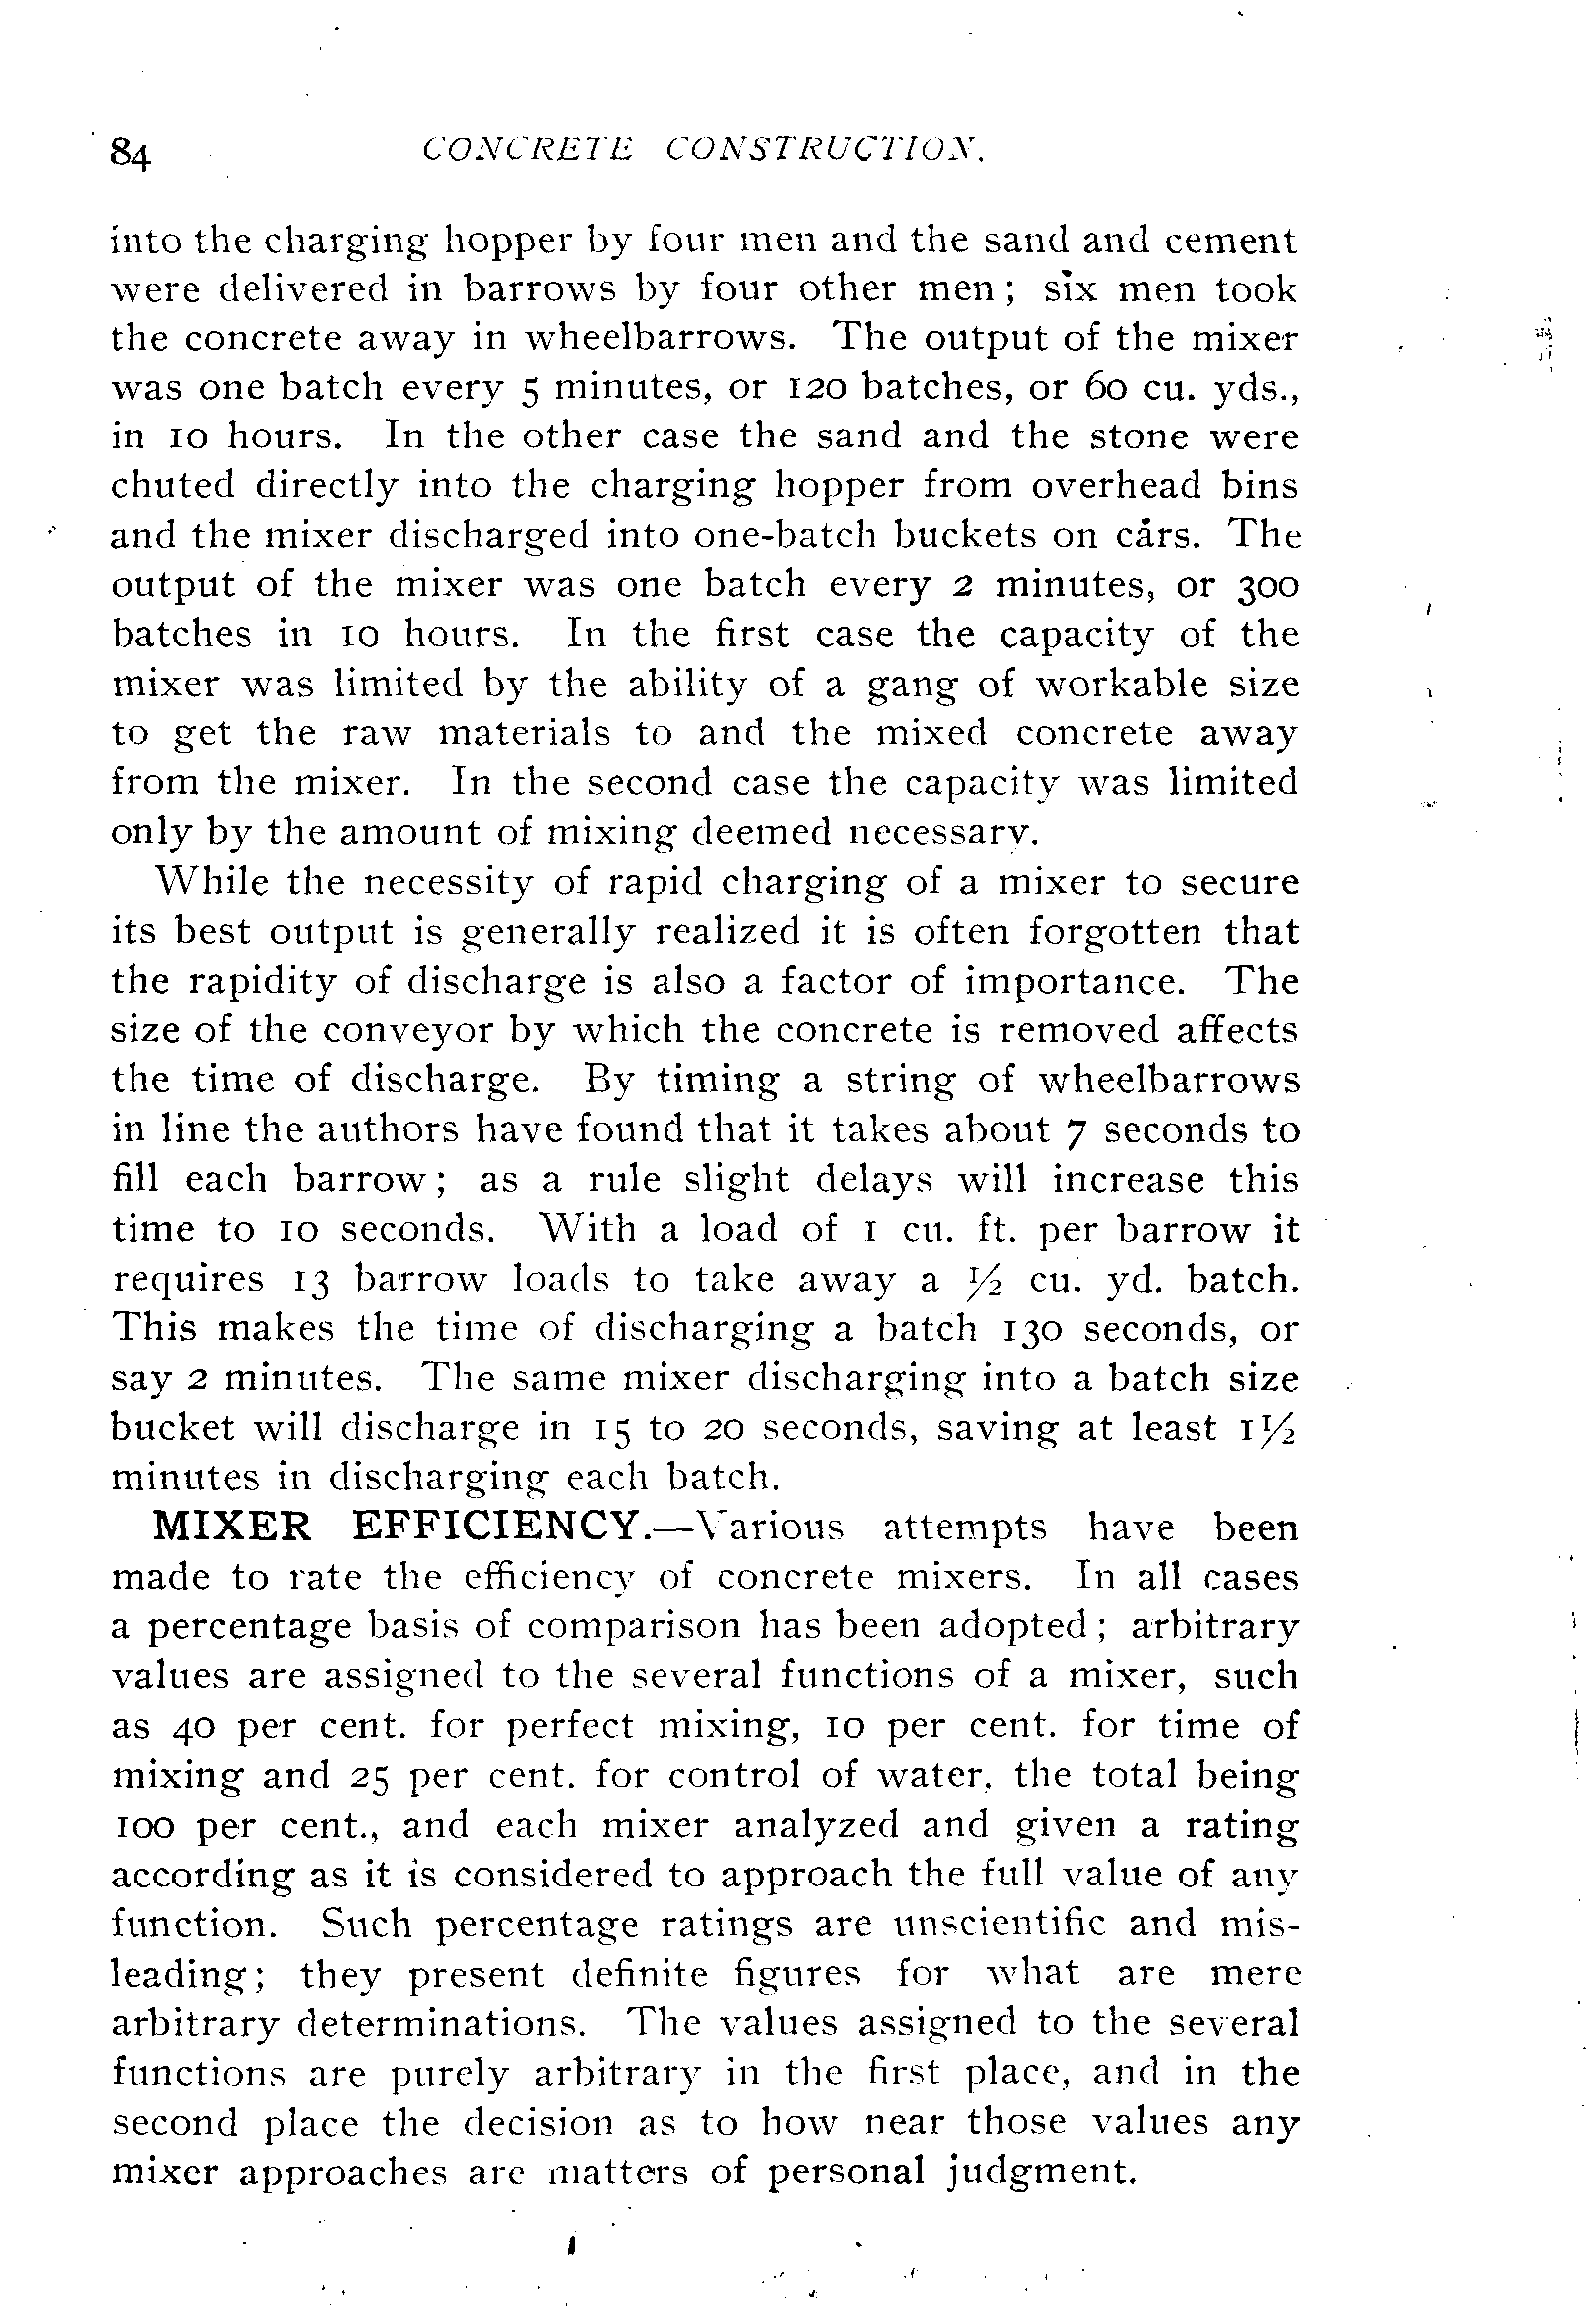 84 CONCRETE CONSTRUCTION.
into the charging hopper by four men and the sand and cement
were delivered in barrows by four other men; six men took
the concrete away in wheelbarrows. The output of the mixer
was one batch every 5 minutes, or 120 batches, or 60 cu. yds.,
in 10 hours. In the other case the sand and the stone were
chuted directly into the charging hopper from overhead bins
and the mixer discharged into one-batch buckets on cars. The
output of the mixer was one batch every 2 minutes, or 300
batches in 10 hours. In the first case the capacity of the
mixer was limited by the ability of a gang of workable size
to get the raw materials to and the mixed concrete away
from the mixer. In the second case the capacity was limited
only by the amount of mixing deemed necessary.
While the necessity of rapid charging of a mixer to secure
its best output is generally realized it is often forgotten that
the rapidity of discharge is also a factor of importance. The
size of the conveyor by which the concrete is removed affects
the time of discharge. By timing a string of wheelbarrows
in line the authors have found that it takes about 7 seconds to
fill each barrow; as a rule slight delays will increase this
time to 10 seconds. With a load of 1 cu. ft. per barrow it
requires 13 barrow loads to take away a ½ cu. yd. batch.
This makes the time of discharging a batch 130 seconds, or
say 2 minutes. The same mixer discharging into a batch size
bucket will discharge in 15 to 20 seconds, saving at least 1½
minutes in discharging each batch.
MIXER EFFICIENCY.—Various attempts have been
made to rate the efficiency of concrete mixers. In all cases
a percentage basis of comparison has been adopted; arbitrary
values are assigned to the several functions of a mixer, such
as 40 per cent. for perfect mixing, 10 per cent. for time of
mixing and 25 per cent. for control of water, the total being
100 per cent., and each mixer analyzed and given a rating
according as it is considered to approach the full value of any
function. Such percentage ratings are unscientific and mis-
leading; they present definite figures for what are mere
arbitrary determinations. The values assigned to the several
functions are purely arbitrary in the first place, and in the
second place the decision as to how near those values any
mixer approaches are matters of personal judgment.